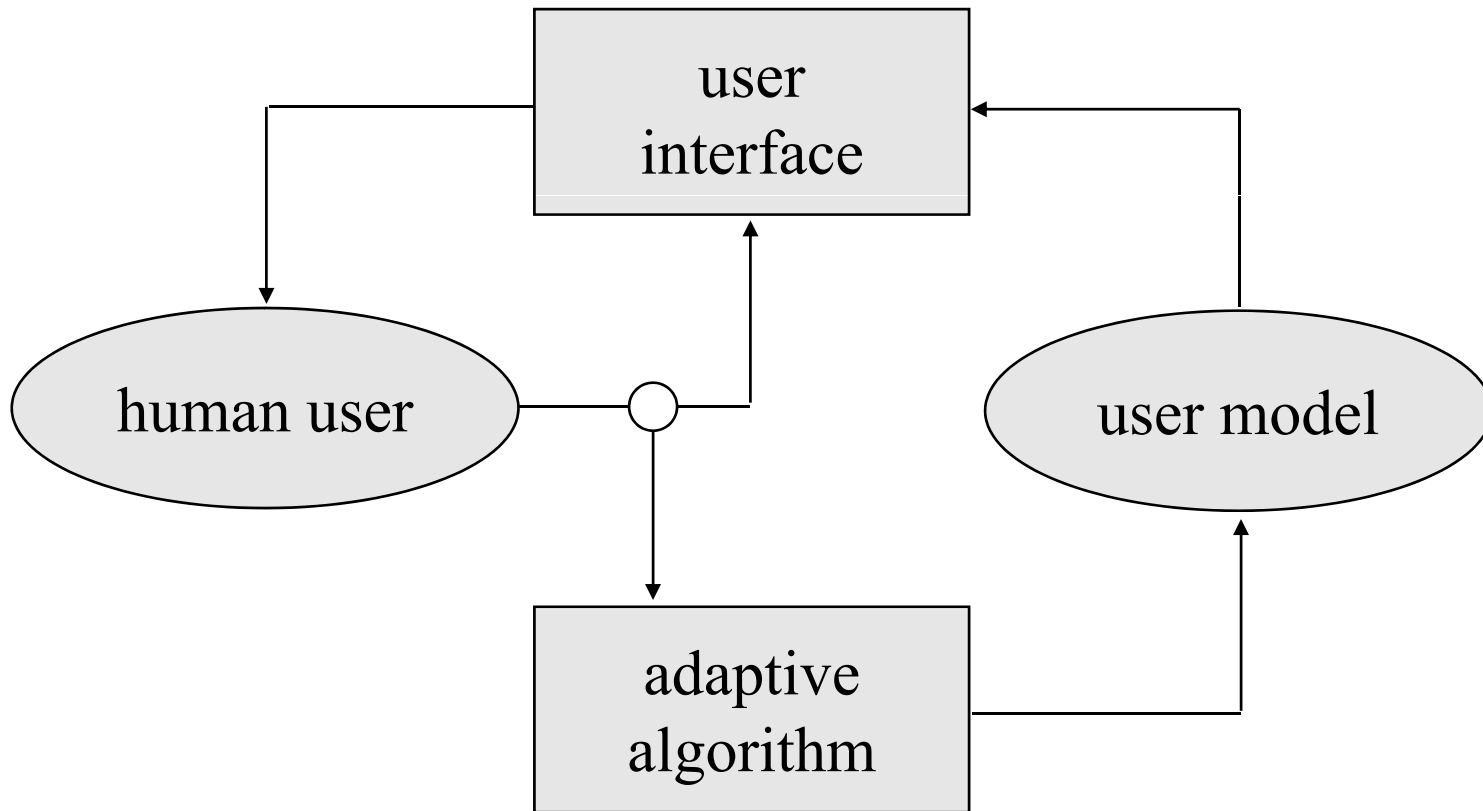 user
interface
human user
user model
adaptive
algorithm